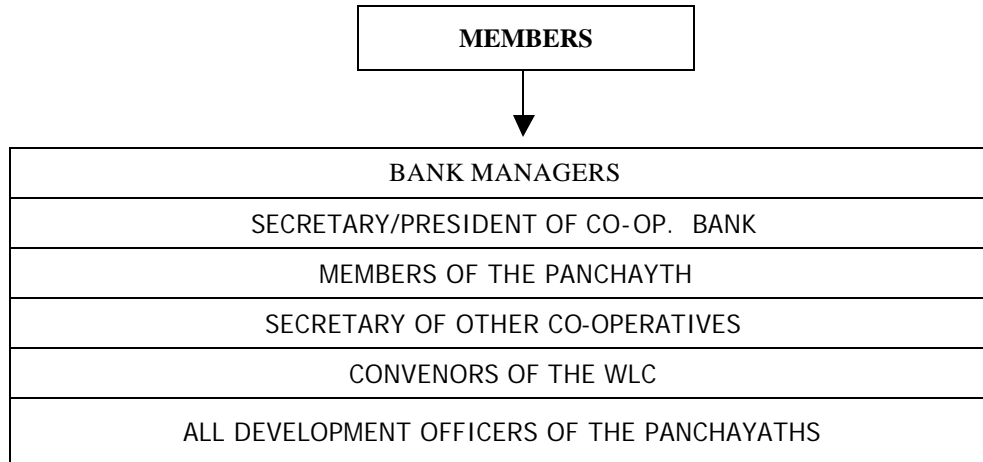 MEMBERS
BANK MANAGERS
SECRETARY/PRESIDENT OF CO-OP. BANK
MEMBERS OF THE PANCHAYTH
SECRETARY OF OTHER CO-OPERATIVES
CONVENORS OF THE WLC
ALL DEVELOPMENT OFFICERS OF THE PANCHAYATHS